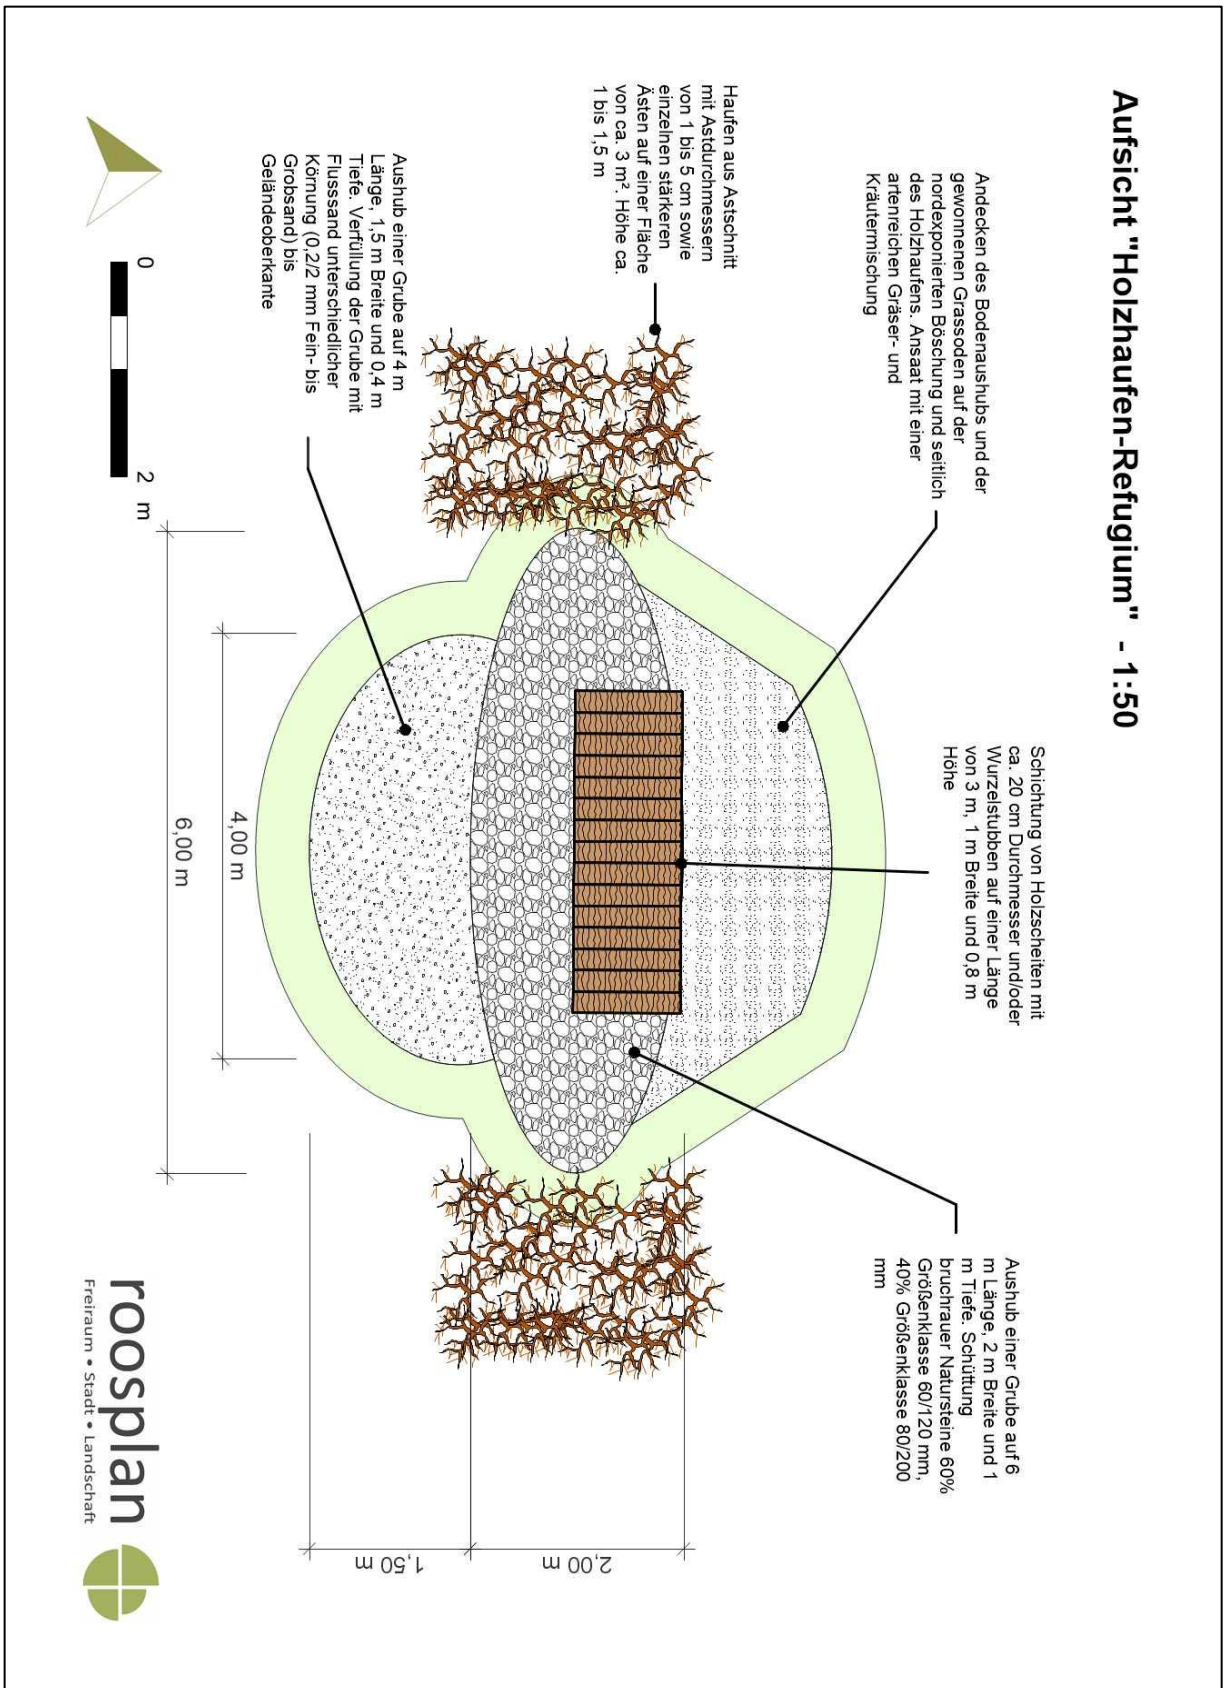 Aufsicht "Holzhaufen-Refugium" - 1:50
Andecken des Bodenaushubs und der
gewonnenen Grassoden auf der
nordexponierten Böschung und seitlich
des Holzhaufens. Ansaat mit einer
artenreichen Gräser- und
Kräutermischung
Schichtung von Holzscheiten mit
ca. 20 cm Durchmesser und/oder
Wurzelstubben auf einer Länge
von 3 m, 1 m Breite und 0,8 m
Höhe
Aushub einer Grube auf 6
m Länge, 2 m Breite und 1
m Tiefe. Schüttung
bruchrauer Natursteine 60%
Größenklasse 60/120 mm,
40% Größenklasse 80/200
mm
Haufen aus Astschnitt
mit Astdurchmessern
von 1 bis 5 cm sowie
einzelnen stärkeren
Ästen auf einer Fläche
von ca. 3 m². Höhe ca.
1 bis 1,5 m
Aushub einer Grube auf 4 m
Länge, 1,5 m Breite und 0,4 m
Tiefe. Verfüllung der Grube mit
Flusssand unterschiedlicher
Körnung (0,2/2 mm Fein- bis
Grobsand) bis
Geländeoberkante
2,00 m
1,50 m
4,00 m
6,00 m
0 2 m
roosplan
Freiraum • Stadt • Landschaft